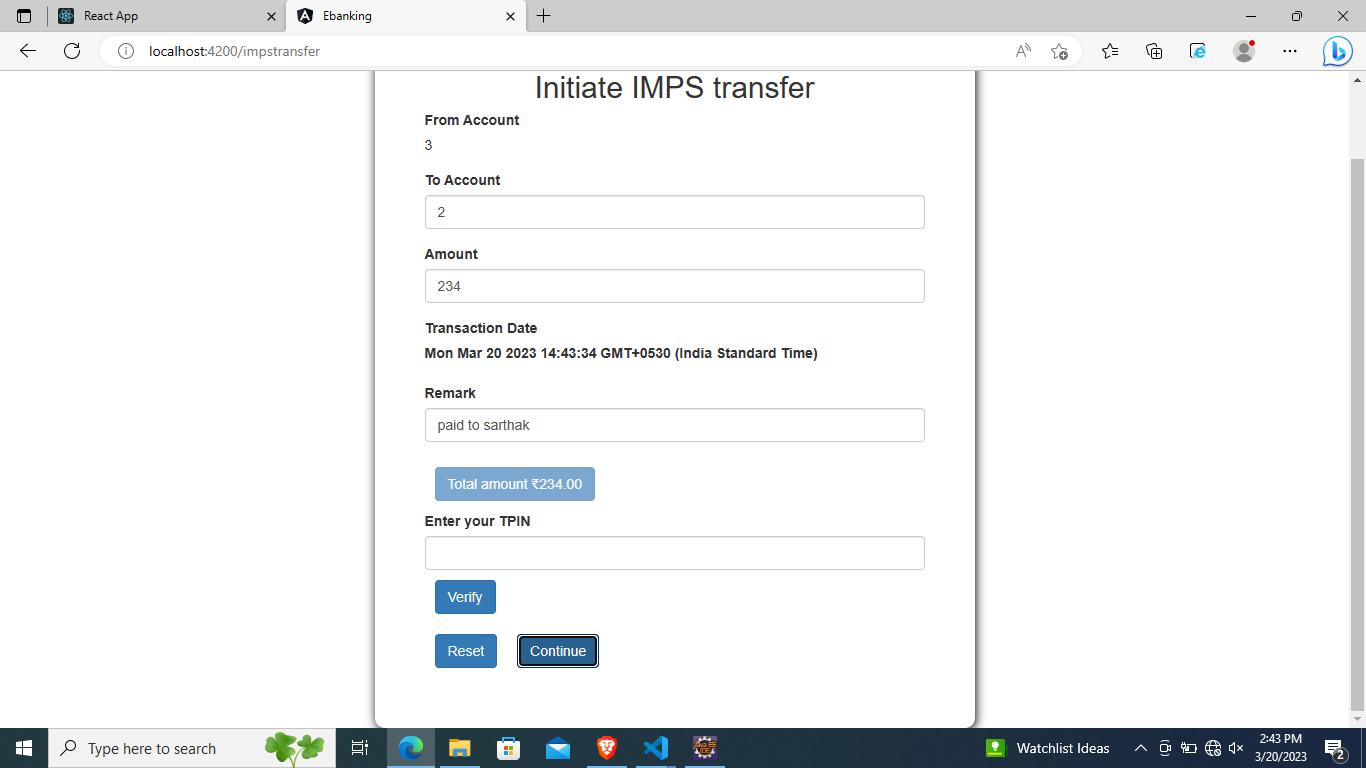 React App
Ebanking
localhost:4200/impstransfer
Initiate IMPS transfer
From Account
3
To Account
2
Amount
234
Transaction Date
Mon Mar 20 2023 14:43:34 GMT+0530 (India Standard Time)
Remark
paid to sarthak
Total amount ₹234.00
Enter your TPIN
Verify
Reset Continue
Type here to search
Watchlist Ideas
2:43 PM
3/20/2023
2